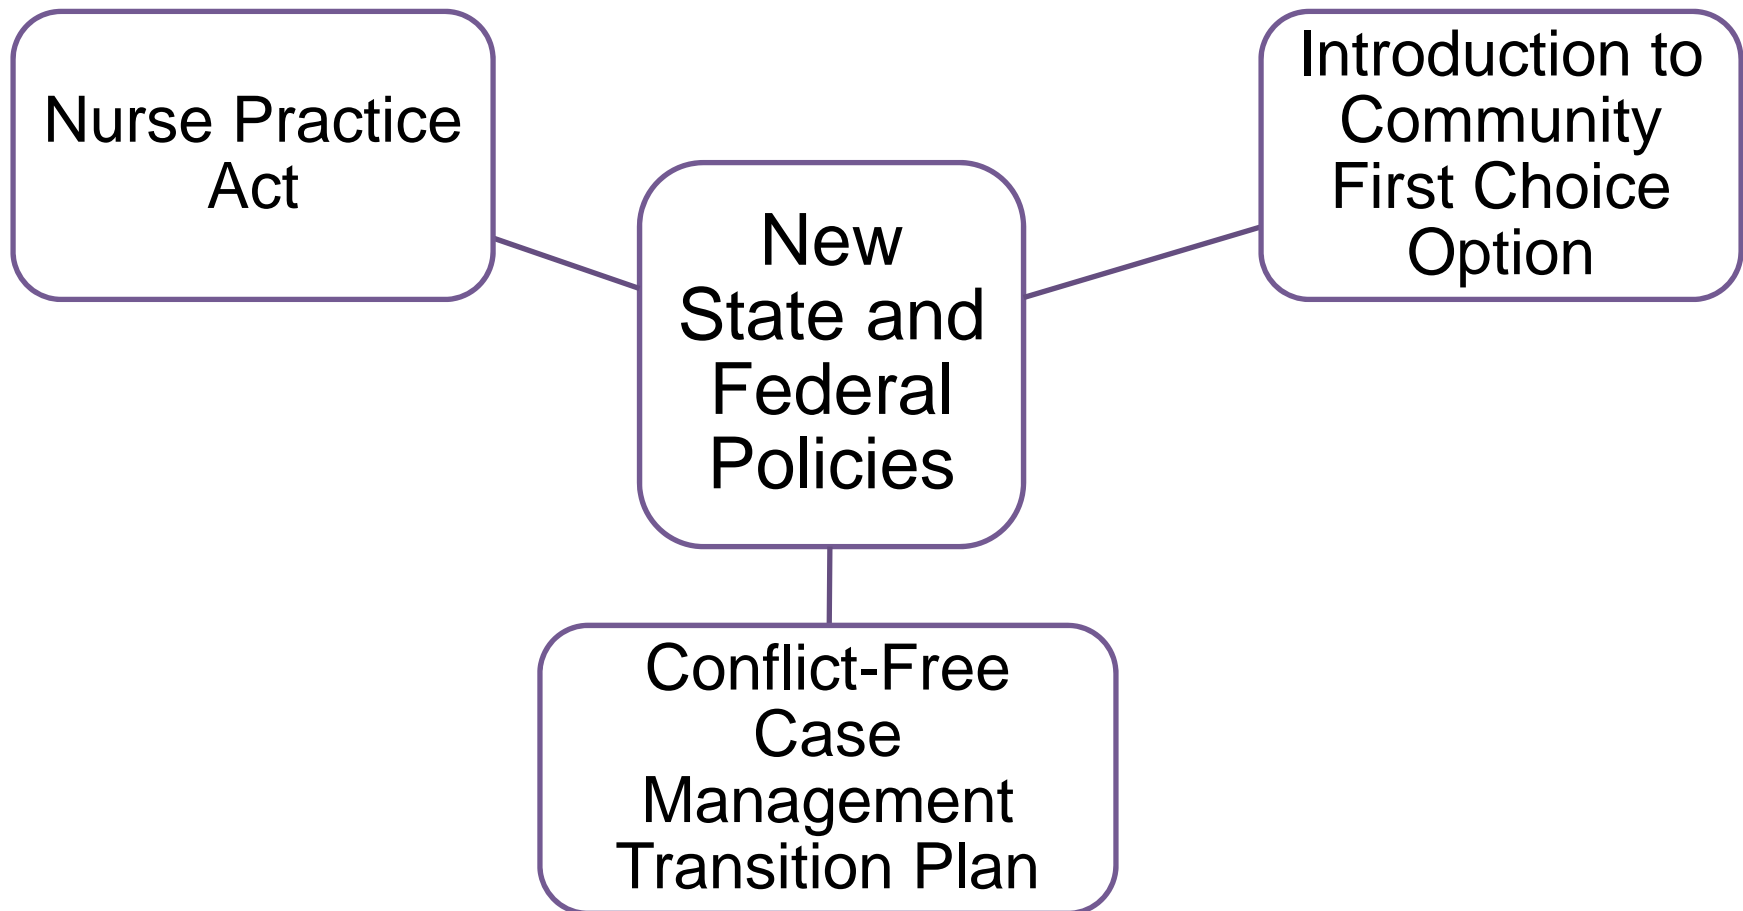 Nurse Practice
Act
Introduction to
Community
First Choice
Option
New
State and
Federal
Policies
Conflict-Free
Case
Management
Transition Plan